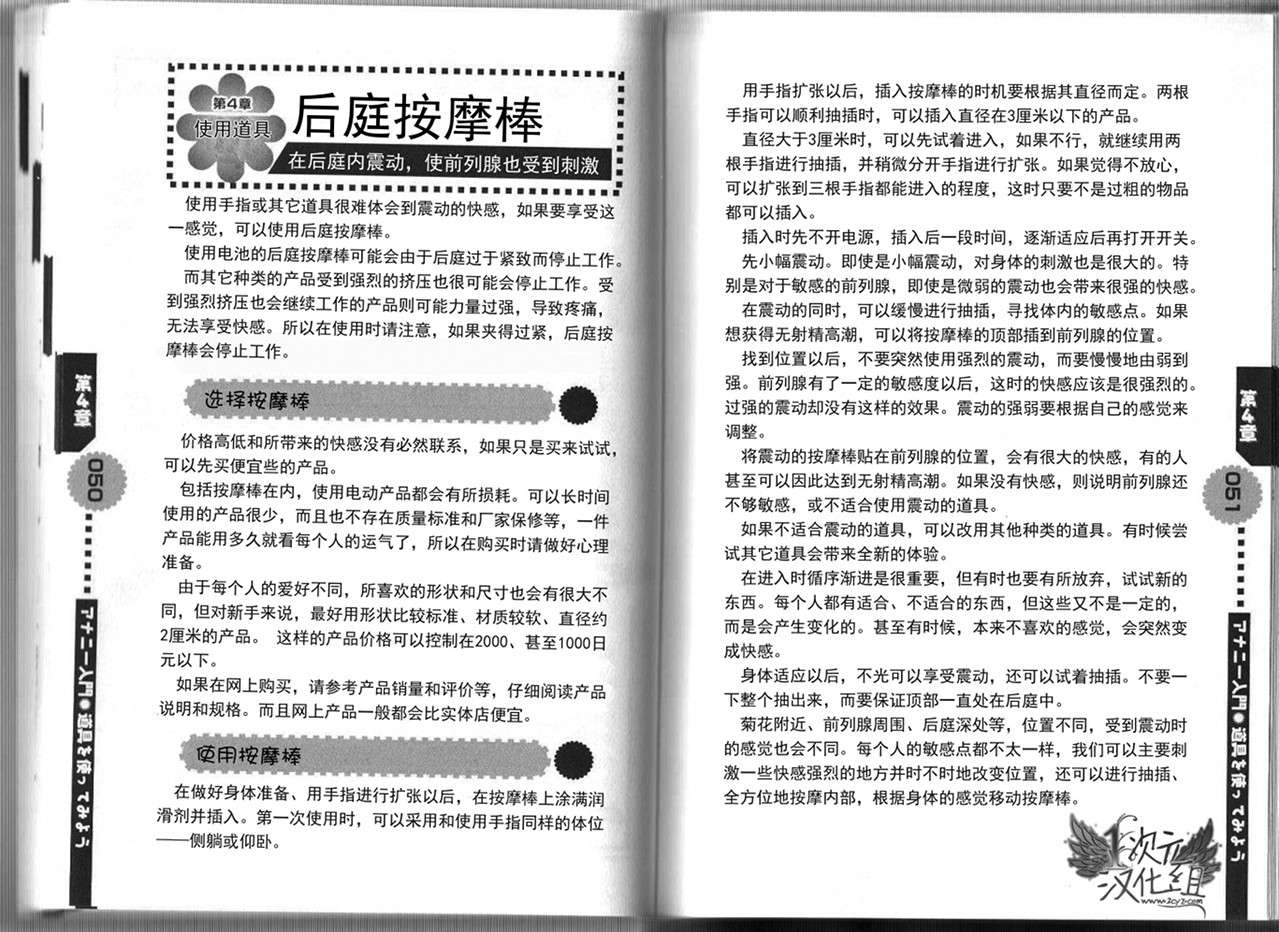 第4章
使用道具
后庭按摩棒
在后庭内震动，使前列腺也受到刺激
使用手指或其它道具很难体会到震动的快感，如果要享受这
一感觉，可以使用后庭按摩棒。
使用电池的后庭按摩棒可能会由于后庭过于紧致而停止工作。
而其它种类的产品受到强烈的挤压也很可能会停止工作。受
到强烈挤压也会继续工作的产品则可能力量过强，导致疼痛，
无法享受快感。所以在使用时请注意，如果夹得过紧，后庭按
摩棒会停止工作。
选择按摩棒
价格高低和所带来的快感没有必然联系，如果只是买来试试，
可以先买便宜些的产品。
包括按摩棒在内，使用电动产品都会有所损耗。可以长时间
使用的产品很少，而且也不存在质量标准和厂家保修等，一件
产品能用多久就看每个人的运气了，所以在购买时请做好心理
准备。
由于每个人的爱好不同，所喜欢的形状和尺寸也会有很大不
同，但对新手来说，最好用形状比较标准、材质较软、直径约
2厘米的产品。 这样的产品价格可以控制在2000、甚至1000日
元以下。
如果在网上购买，请参考产品销量和评价等，仔细阅读产品
说明和规格。而且网上产品一般都会比实体店便宜。
使用按摩棒
在做好身体准备、用手指进行扩张以后，在按摩棒上涂满润
滑剂并插入。第一次使用时，可以采用和使用手指同样的体位
——侧躺或仰卧。
第4章
050
アナニー入門●道具を使ってみよう
用手指扩张以后，插入按摩棒的时机要根据其直径而定。两根
手指可以顺利抽插时，可以插入直径在3厘米以下的产品。
直径大于3厘米时，可以先试着进入，如果不行，就继续用两
根手指进行抽插，并稍微分开手指进行扩张。如果觉得不放心，
可以扩张到三根手指都能进入的程度，这时只要不是过粗的物品
都可以插入。
插入时先不开电源，插入后一段时间，逐渐适应后再打开开关。
先小幅震动。即使是小幅震动，对身体的刺激也是很大的。特
别是对于敏感的前列腺，即使是微弱的震动也会带来很强的快感。
在震动的同时，可以缓慢进行抽插，寻找体内的敏感点。如果
想获得无射精高潮，可以将按摩棒的顶部插到前列腺的位置。
找到位置以后，不要突然使用强烈的震动，而要慢慢地由弱到
强。前列腺有了一定的敏感度以后，这时的快感应该是很强烈的。
过强的震动却没有这样的效果。震动的强弱要根据自己的感觉来
调整。
将震动的按摩棒贴在前列腺的位置，会有很大的快感，有的人
甚至可以因此达到无射精高潮。如果没有快感，则说明前列腺还
不够敏感，或不适合使用震动的道具。
如果不适合震动的道具，可以改用其他种类的道具。有时候尝
试其它道具会带来全新的体验。
在进入时循序渐进是很重要，但有时也要有所放弃，试试新的
东西。每个人都有适合、不适合的东西，但这些又不是一定的，
而是会产生变化的。甚至有时候，本来不喜欢的感觉，会突然变
成快感。
身体适应以后，不光可以享受震动，还可以试着抽插。不要一
下整个抽出来，而要保证顶部一直处在后庭中。
菊花附近、前列腺周围、后庭深处等，位置不同，受到震动时
的感觉也会不同。每个人的敏感点都不太一样，我们可以主要刺
激一些快感强烈的地方并时不时地改变位置，还可以进行抽插、
全方位地按摩内部，根据身体的感觉移动按摩棒。
第4章
051
アナニー入門●道具を使ってみよう
次元
汉化组
www.2cyz.com